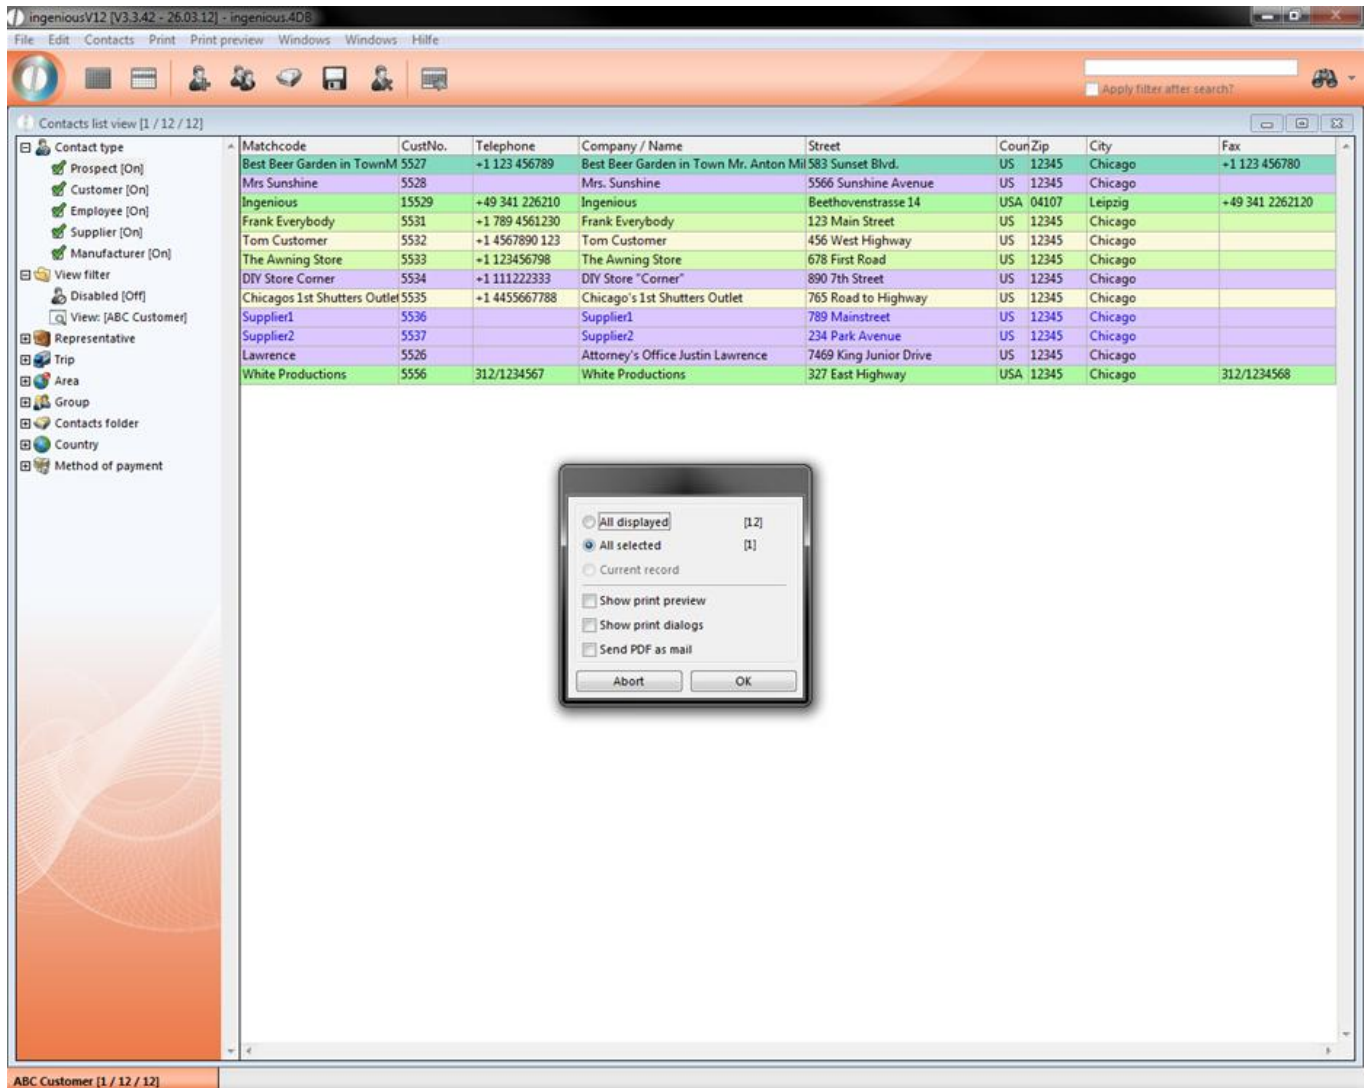 ingeniousV12 [V3.3.42 - 26.03.12] - ingenious.4DB
File Edit Contacts Print Print preview Windows Windows Hilfe
Apply filter after search?
Contacts list view [1 / 12 / 12]
Contact type
Prospect [On]
Customer [On]
Employee [On]
Supplier [On]
Manufacturer [On]
View filter
Disabled [Off]
View: [ABC Customer]
Representative
Trip
Area
Group
Contacts folder
Country
Method of payment
Matchcode CustNo. Telephone Company / Name Street Coun Zip City Fax
Best Beer Garden in TownM 5527 +1 123 456789 Best Beer Garden in Town Mr. Anton Mil 583 Sunset Blvd. US 12345 Chicago +1 123 456780
Mrs Sunshine 5528 Mrs. Sunshine 5566 Sunshine Avenue US 12345 Chicago
Ingenious 15529 +49 341 226210 Ingenious Beethovenstrasse 14 USA 04107 Leipzig +49 341 2262120
Frank Everybody 5531 +1 789 4561230 Frank Everybody 123 Main Street US 12345 Chicago
Tom Customer 5532 +1 4567890 123 Tom Customer 456 West Highway US 12345 Chicago
The Awning Store 5533 +1 123456798 The Awning Store 678 First Road US 12345 Chicago
DIY Store Corner 5534 +1 111222333 DIY Store "Corner" 890 7th Street US 12345 Chicago
Chicagos 1st Shutters Outlet 5535 +1 4455667788 Chicago's 1st Shutters Outlet 765 Road to Highway US 12345 Chicago
Supplier1 5536 Supplier1 789 Mainstreet US 12345 Chicago
Supplier2 5537 Supplier2 234 Park Avenue US 12345 Chicago
Lawrence 5526 Attorney's Office Justin Lawrence 7469 King Junior Drive US 12345 Chicago
White Productions 5556 312/1234567 White Productions 327 East Highway USA 12345 Chicago 312/1234568
All displayed [12]
All selected [1]
Current record
Show print preview
Show print dialogs
Send PDF as mail
Abort OK
ABC Customer [1 / 12 / 12]